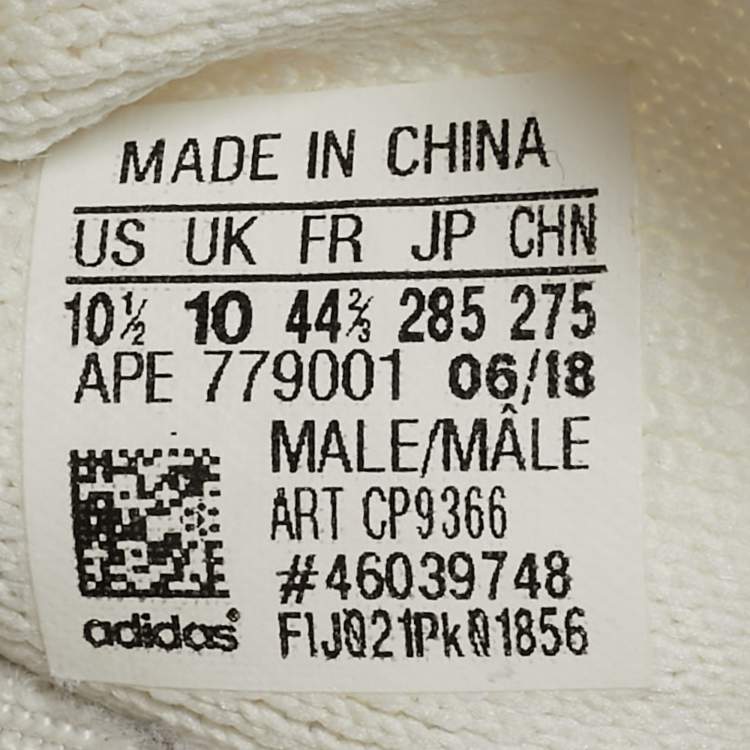 MADE IN CHINA
US UK FR JP CHN
10½ 10 44⅔ 285 275
APE 779001 06/18
MALE/MÂLE
ART CP9366
#46039748
adidas®